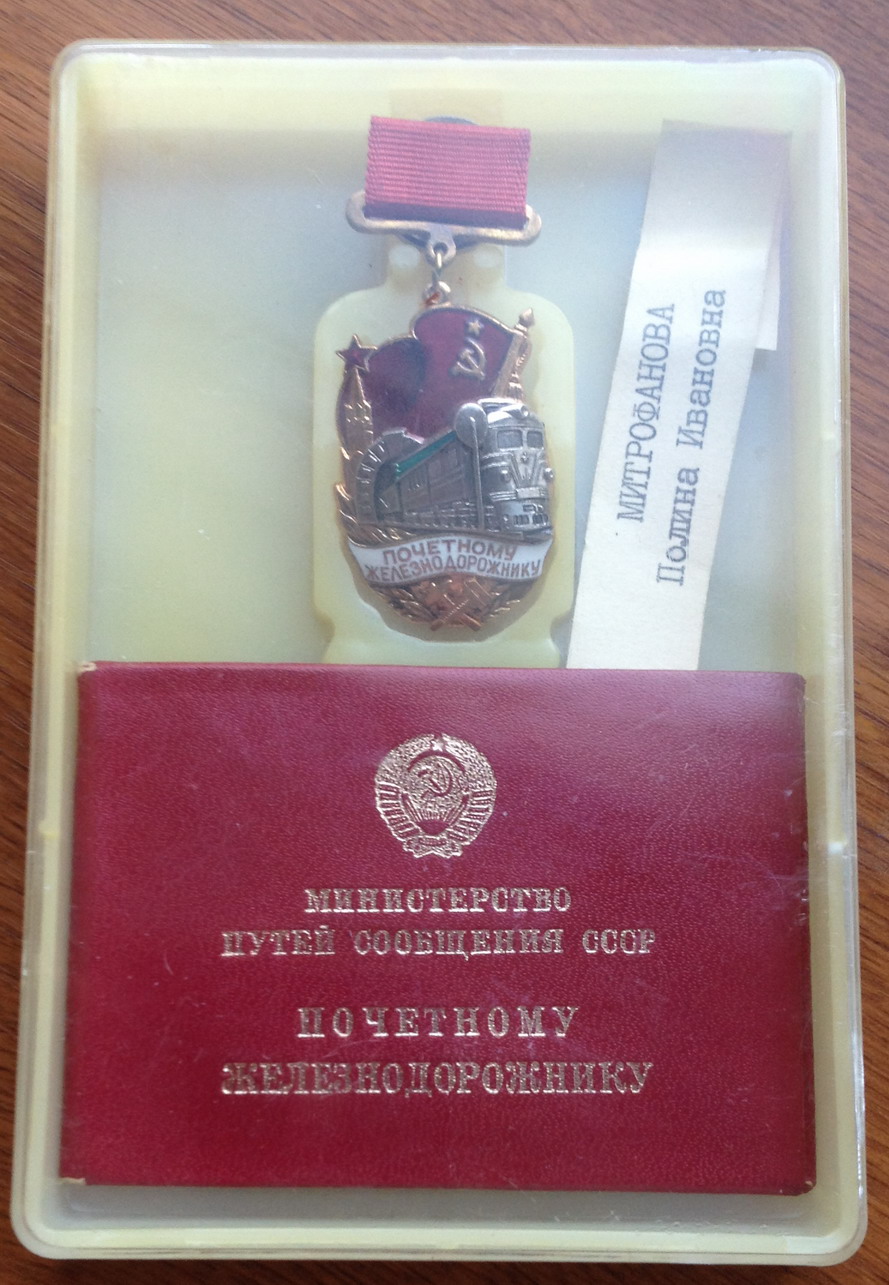 ПОЧЕТНОМУ
ЖЕЛЕЗНОДОРОЖНИКУ
МИТРОФАНОВА
Полина Ивановна
МИНИСТЕРСТВО
ПУТЕЙ СООБЩЕНИЯ СССР
ПОЧЕТНОМУ
ЖЕЛЕЗНОДОРОЖНИКУ